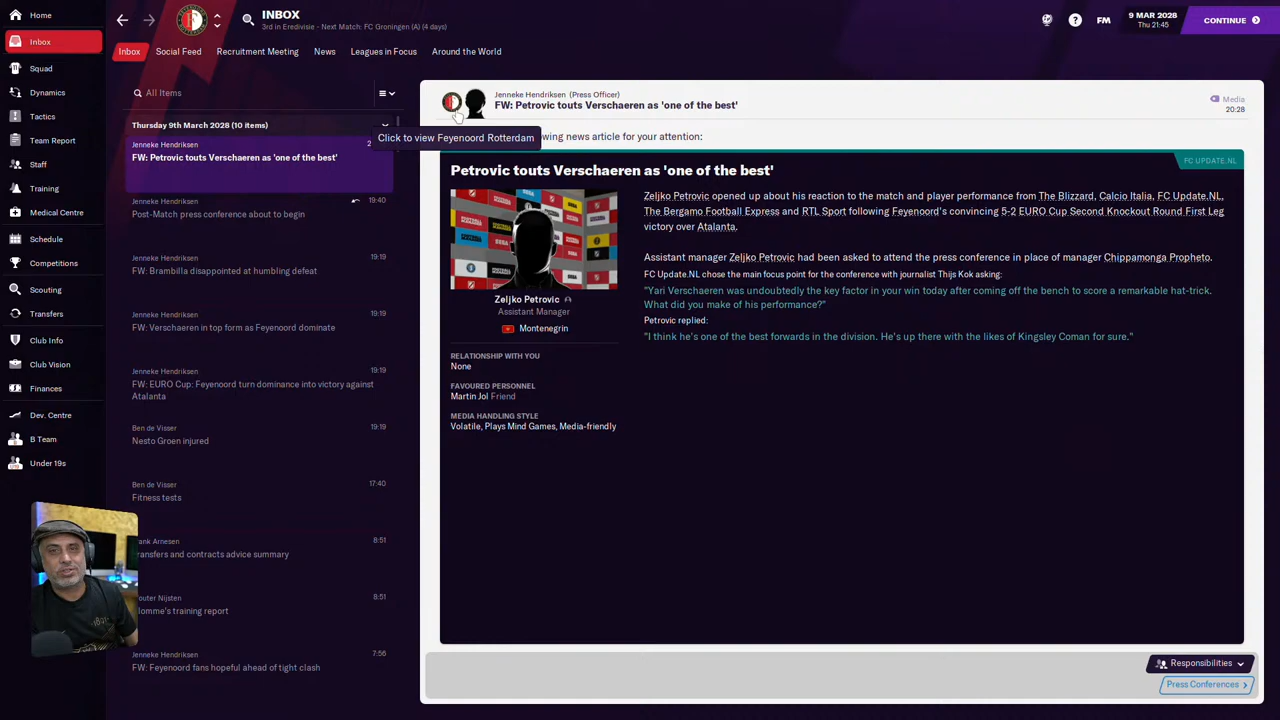 Home
INBOX
3rd in Eredivisie - Next Match: FC Groningen (A) (4 days)
FM
9 MAR 2028
Thu 21:45
CONTINUE
Inbox
Squad
Dynamics
Tactics
Team Report
Staff
Training
Medical Centre
Schedule
Competitions
Scouting
Transfers
Club Info
Club Vision
Finances
Dev. Centre
B Team
Under 19s
Inbox
Social Feed
Recruitment Meeting
News
Leagues in Focus
Around the World
All Items
Thursday 9th March 2028 (10 items)
Jenneke Hendriksen
FW: Petrovic touts Verschaeren as 'one of the best'
Jenneke Hendriksen 19:40
Post-Match press conference about to begin
Jenneke Hendriksen 19:19
FW: Brambilla disappointed at humbling defeat
Jenneke Hendriksen 19:19
FW: Verschaeren in top form as Feyenoord dominate
Jenneke Hendriksen 19:19
FW: EURO Cup: Feyenoord turn dominance into victory against
Atalanta
Ben de Visser 19:19
Nesto Groen injured
Ben de Visser 17:40
Fitness tests
Arnesen 8:51
contracts advice summary
Nijsten 8:51
training report
Jenneke Hendriksen 7:56
FW: Feyenoord fans hopeful ahead of tight clash
Jenneke Hendriksen (Press Officer)
FW: Petrovic touts Verschaeren as 'one of the best'
Media
20:28
Click to view Feyenoord Rotterdam
news article for your attention:
Petrovic touts Verschaeren as 'one of the best'
FC UPDATE.NL
Zeljko Petrovic
Assistant Manager
Montenegrin
RELATIONSHIP WITH YOU
None
FAVOURED PERSONNEL
Martin Jol Friend
MEDIA HANDLING STYLE
Volatile, Plays Mind Games, Media-friendly
Zeljko Petrovic opened up about his reaction to the match and player performance from The Blizzard, Calcio Italia, FC Update.NL,
The Bergamo Football Express and RTL Sport following Feyenoord's convincing 5-2 EURO Cup Second Knockout Round First Leg
victory over Atalanta.
Assistant manager Zeljko Petrovic had been asked to attend the press conference in place of manager Chippamonga Propheto.
FC Update.NL chose the main focus point for the conference with journalist Thijs Kok asking:
"Yari Verschaeren was undoubtedly the key factor in your win today after coming off the bench to score a remarkable hat-trick.
What did you make of his performance?"
Petrovic replied:
"I think he's one of the best forwards in the division. He's up there with the likes of Kingsley Coman for sure."
Responsibilities
Press Conferences